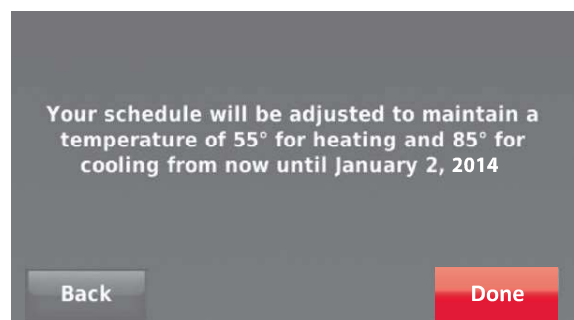 Your schedule will be adjusted to maintain a
temperature of 55° for heating and 85° for
cooling from now until January 2, 2014
Back
Done